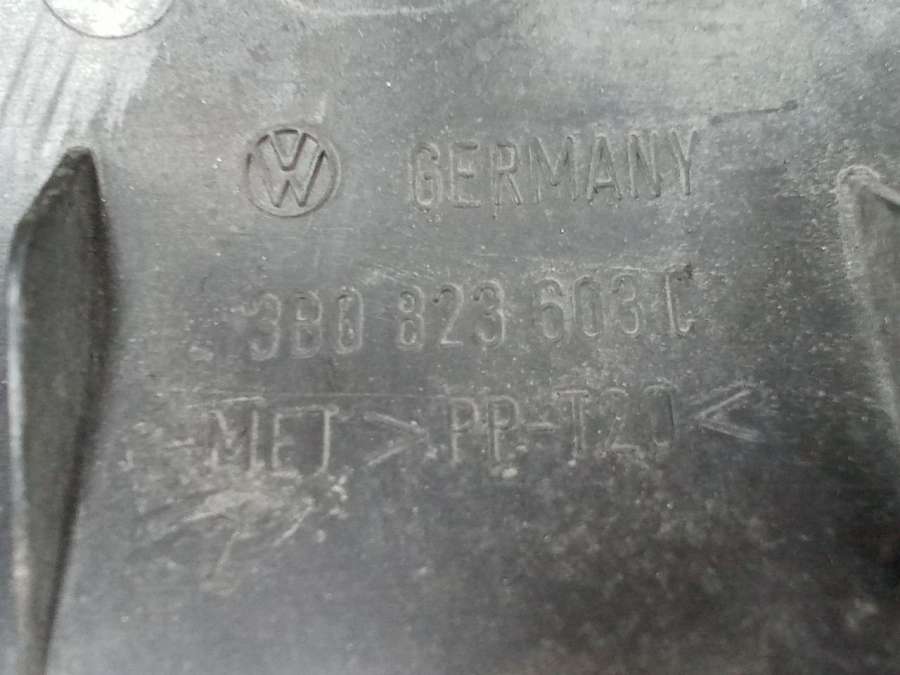 VW GERMANY
3B0 823 603 C
-MET >PP-T20<